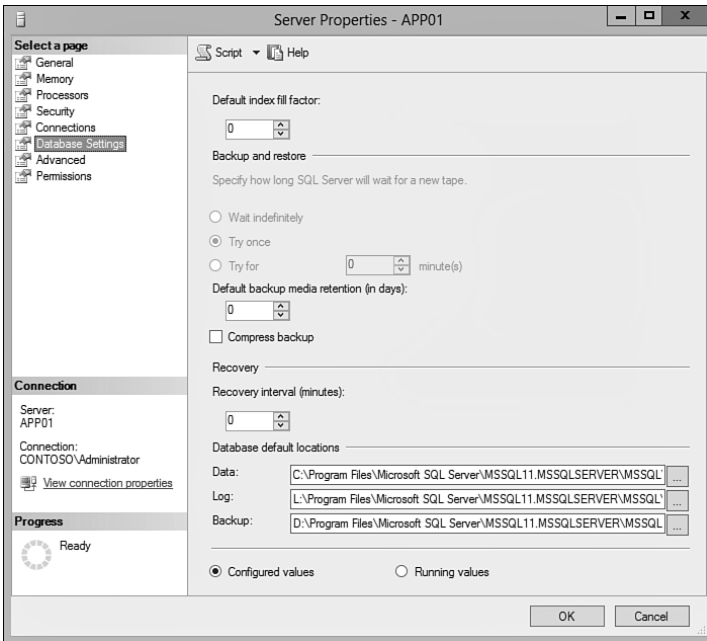 Server Properties - APP01
Select a page
General
Memory
Processors
Security
Connections
Database Settings
Advanced
Permissions
Connection
Server:
APP01
Connection:
CONTOSO\Administrator
View connection properties
Progress
Ready
Script
Help
Default index fill factor:
0
Backup and restore
Specify how long SQL Server will wait for a new tape.
Wait indefinitely
Try once
Try for 0 minute(s)
Default backup media retention (in days):
0
Compress backup
Recovery
Recovery interval (minutes):
0
Database default locations
Data: C:\Program Files\Microsoft SQL Server\MSSQL11.MSSQLSERVER\MSSQL\ ...
Log: L:\Program Files\Microsoft SQL Server\MSSQL11.MSSQLSERVER\MSSQL\ ...
Backup: D:\Program Files\Microsoft SQL Server\MSSQL11.MSSQLSERVER\MSSQL ...
Configured values
Running values
OK
Cancel